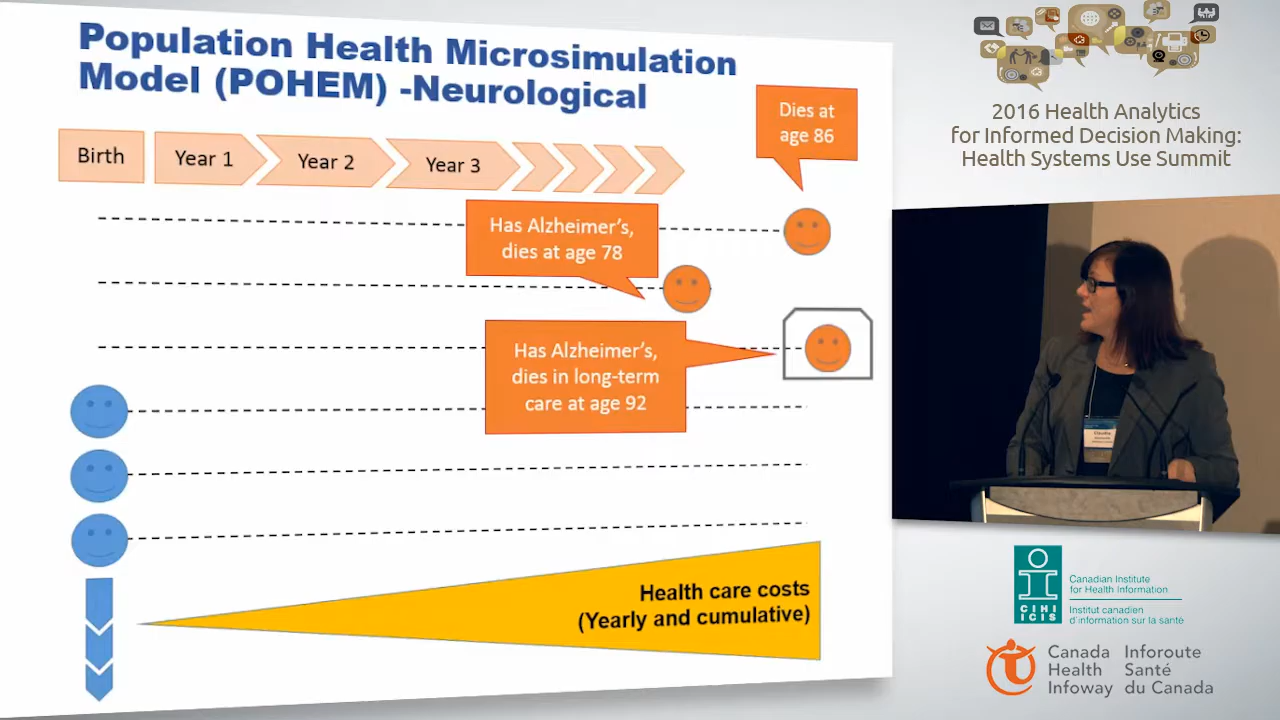 Population Health Microsimulation
Model (POHEM) -Neurological
Birth
Year 1
Year 2
Year 3
Dies at
age 86
Has Alzheimer's,
dies at age 78
Has Alzheimer's,
dies in long-term
care at age 92
Health care costs
(Yearly and cumulative)
2016 Health Analytics
for Informed Decision Making:
Health Systems Use Summit
CIHI
ICIS
Canadian Institute
for Health Information
Institut canadien
d'information sur la santé
Canada
Health
Infoway
Inforoute
Santé
du Canada